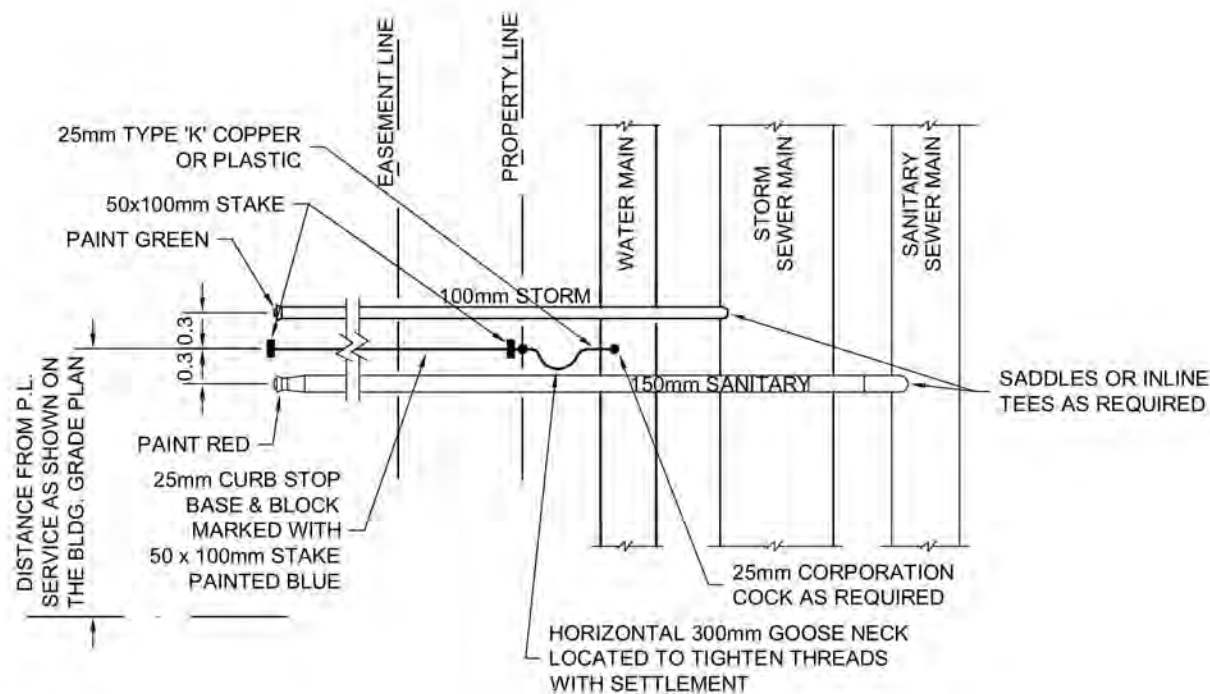 EASEMENT LINE
PROPERTY LINE
25mm TYPE 'K' COPPER
OR PLASTIC
50x100mm STAKE
PAINT GREEN
WATER MAIN
STORM
SEWER MAIN
SANITARY
SEWER MAIN
100mm STORM
0.3
0.3
150mm SANITARY
SADDLES OR INLINE
TEES AS REQUIRED
PAINT RED
25mm CURB STOP
BASE & BLOCK
MARKED WITH
50 x 100mm STAKE
PAINTED BLUE
DISTANCE FROM P.L.
SERVICE AS SHOWN ON
THE BLDG. GRADE PLAN
25mm CORPORATION
COCK AS REQUIRED
HORIZONTAL 300mm GOOSE NECK
LOCATED TO TIGHTEN THREADS
WITH SETTLEMENT